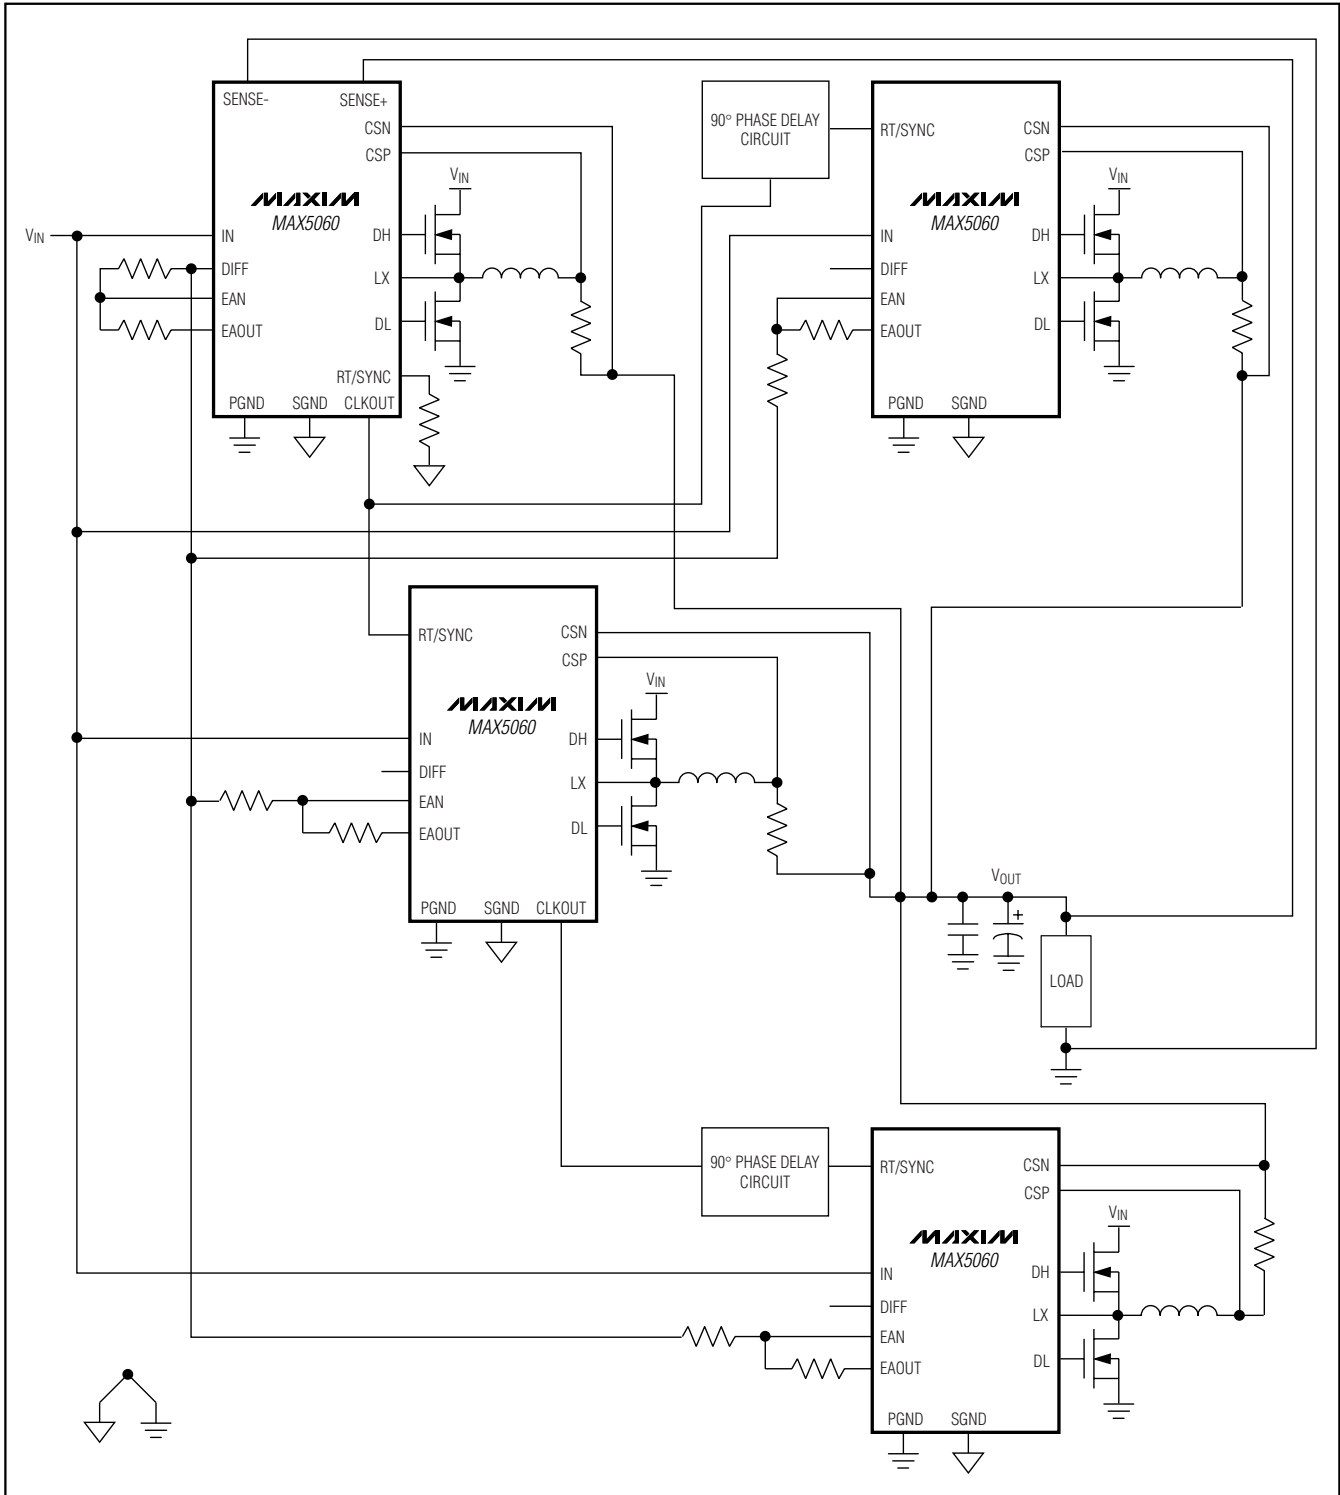 SENSE-
SENSE+
CSN
CSP
MAXIM
MAX5060
VIN
VIN
IN
DH
DIFF
LX
EAN
EAOUT
DL
RT/SYNC
PGND
SGND
CLKOUT
90° PHASE DELAY
CIRCUIT
RT/SYNC
CSN
CSP
MAXIM
MAX5060
VIN
IN
DH
DIFF
LX
EAN
EAOUT
DL
PGND
SGND
RT/SYNC
CSN
CSP
MAXIM
MAX5060
VIN
IN
DH
DIFF
LX
EAN
EAOUT
DL
PGND
SGND
CLKOUT
VOUT
+
LOAD
90° PHASE DELAY
CIRCUIT
RT/SYNC
CSN
CSP
MAXIM
MAX5060
VIN
IN
DH
DIFF
LX
EAN
EAOUT
DL
PGND
SGND